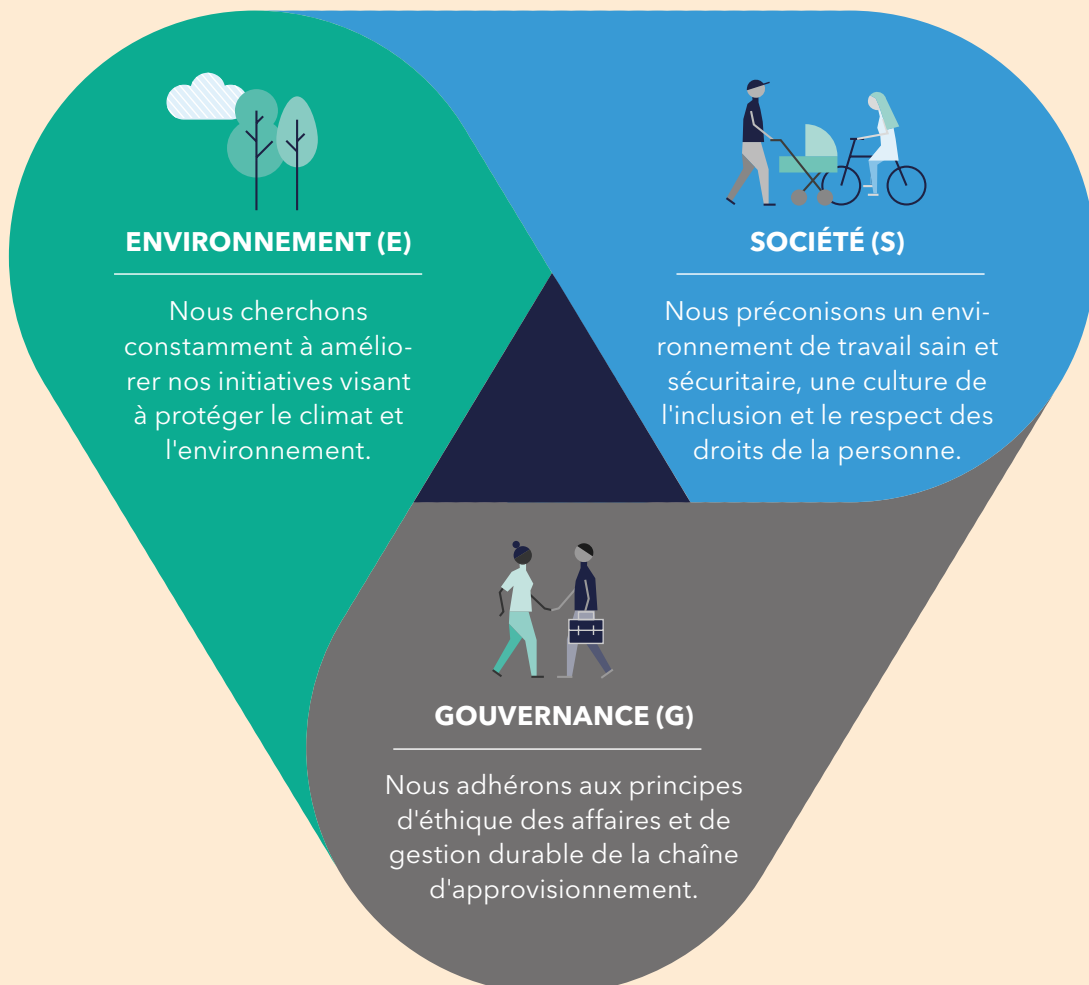 ENVIRONNEMENT (E)
Nous cherchons
constamment à amélio-
rer nos initiatives visant
à protéger le climat et
l'environnement.
SOCIÉTÉ (S)
Nous préconisons un envi-
ronnement de travail sain et
sécuritaire, une culture de
l'inclusion et le respect des
droits de la personne.
GOUVERNANCE (G)
Nous adhérons aux principes
d'éthique des affaires et de
gestion durable de la chaîne
d'approvisionnement.